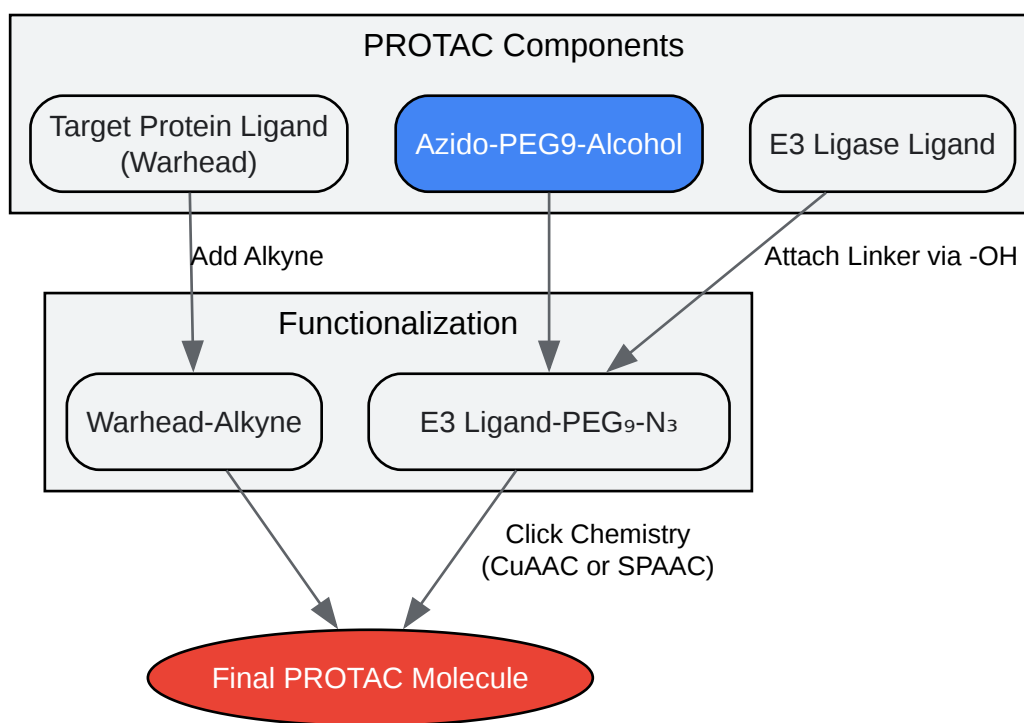 PROTAC Components
Target Protein Ligand
(Warhead)
Azido-PEG9-Alcohol
E3 Ligase Ligand
Add Alkyne
Attach Linker via -OH
Functionalization
Warhead-Alkyne
E3 Ligand-PEG₉-N₃
Click Chemistry
(CuAAC or SPAAC)
Final PROTAC Molecule